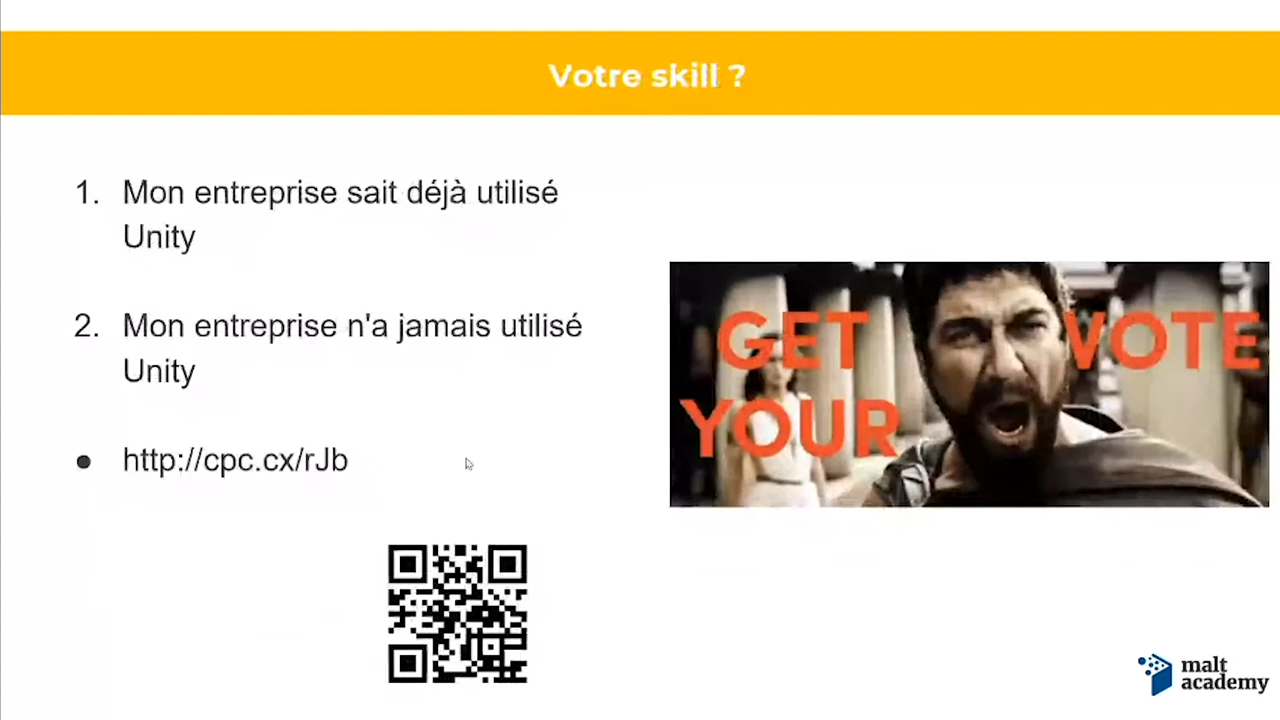 Votre skill ?
1. Mon entreprise sait déjà utilisé
Unity
2. Mon entreprise n'a jamais utilisé
Unity
● http://cpc.cx/rJb
GET VOTE
YOUR
malt
academy